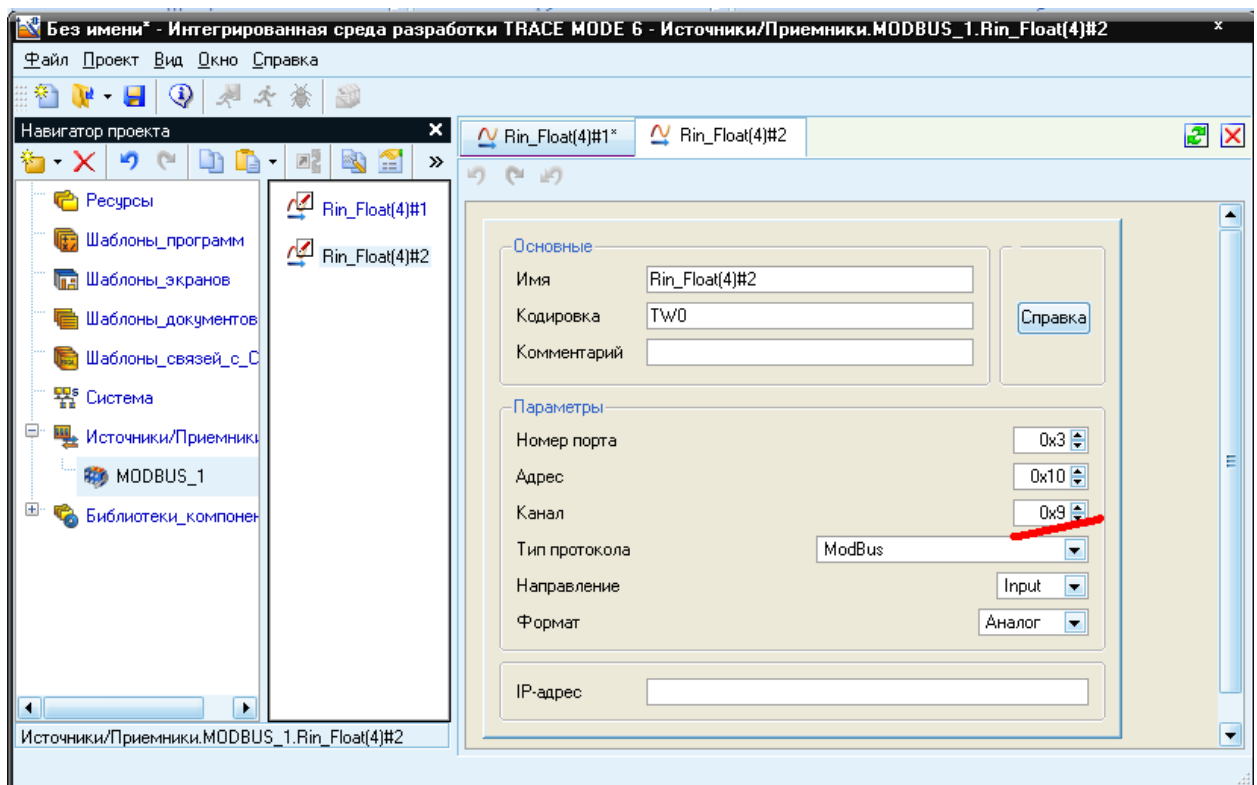 Без имени* - Интегрированная среда разработки TRACE MODE 6 - Источники/Приемники.MODBUS_1.Rin_Float(4)#2
Файл Проект Вид Окно Справка
Навигатор проекта
Ресурсы
Шаблоны_программ
Шаблоны_экранов
Шаблоны_документов
Шаблоны_связей_с_С
Система
Источники/Приемники
MODBUS_1
Библиотеки_компонен
Rin_Float(4)#1
Rin_Float(4)#2
Источники/Приемники.MODBUS_1.Rin_Float(4)#2
Rin_Float(4)#1* Rin_Float(4)#2
Основные
Имя Rin_Float(4)#2
Кодировка TW0
Комментарий
Справка
Параметры
Номер порта 0x3
Адрес 0x10
Канал 0x9
Тип протокола ModBus
Направление Input
Формат Аналог
IP-адрес